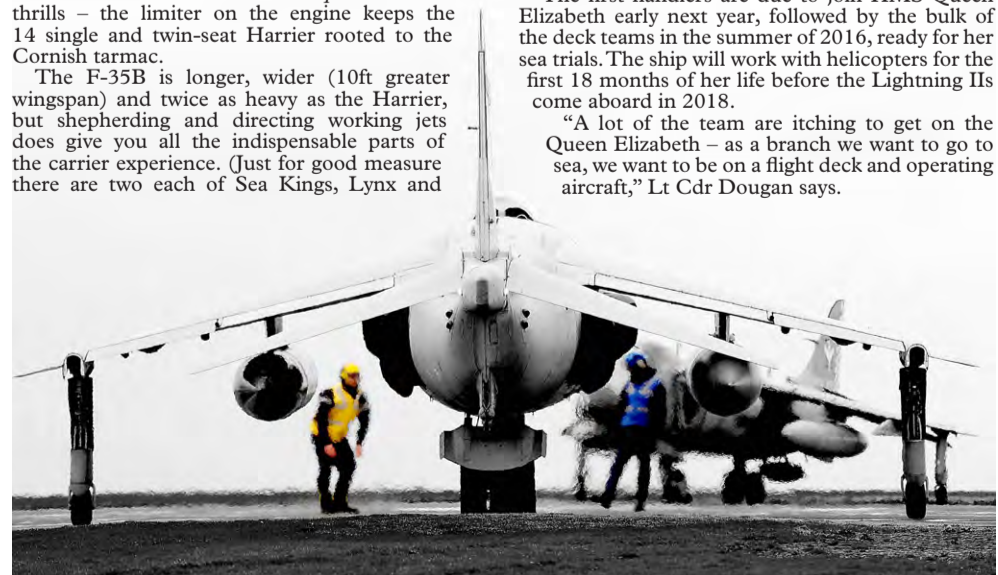 thrills – the limiter on the engine keeps the
14 single and twin-seat Harrier rooted to the
Cornish tarmac.
The F-35B is longer, wider (10ft greater
wingspan) and twice as heavy as the Harrier,
but shepherding and directing working jets
does give you all the indispensable parts of
the carrier experience. (Just for good measure
there are two each of Sea Kings, Lynx and
Elizabeth early next year, followed by the bulk of
the deck teams in the summer of 2016, ready for her
sea trials. The ship will work with helicopters for the
first 18 months of her life before the Lightning IIs
come aboard in 2018.
“A lot of the team are itching to get on the
Queen Elizabeth – as a branch we want to go to
sea, we want to be on a flight deck and operating
aircraft,” Lt Cdr Dougan says.